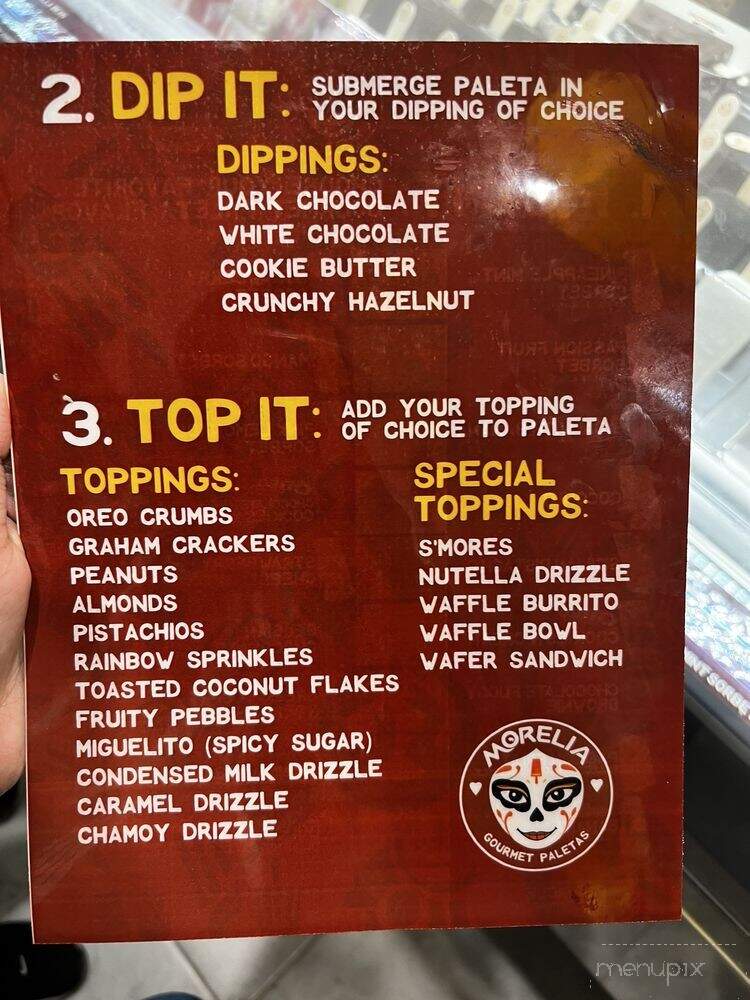 2. DIP IT: SUBMERGE PALETA IN
YOUR DIPPING OF CHOICE
DIPPINGS:
DARK CHOCOLATE
WHITE CHOCOLATE
COOKIE BUTTER
CRUNCHY HAZELNUT
3. TOP IT: ADD YOUR TOPPING
OF CHOICE TO PALETA
TOPPINGS:
OREO CRUMBS
GRAHAM CRACKERS
PEANUTS
ALMONDS
PISTACHIOS
RAINBOW SPRINKLES
TOASTED COCONUT FLAKES
FRUITY PEBBLES
MIGUELITO (SPICY SUGAR)
CONDENSED MILK DRIZZLE
CARAMEL DRIZZLE
CHAMOY DRIZZLE
SPECIAL
TOPPINGS:
S'MORES
NUTELLA DRIZZLE
WAFFLE BURRITO
WAFFLE BOWL
WAFER SANDWICH
MORELIA
GOURMET PALETAS
menupix